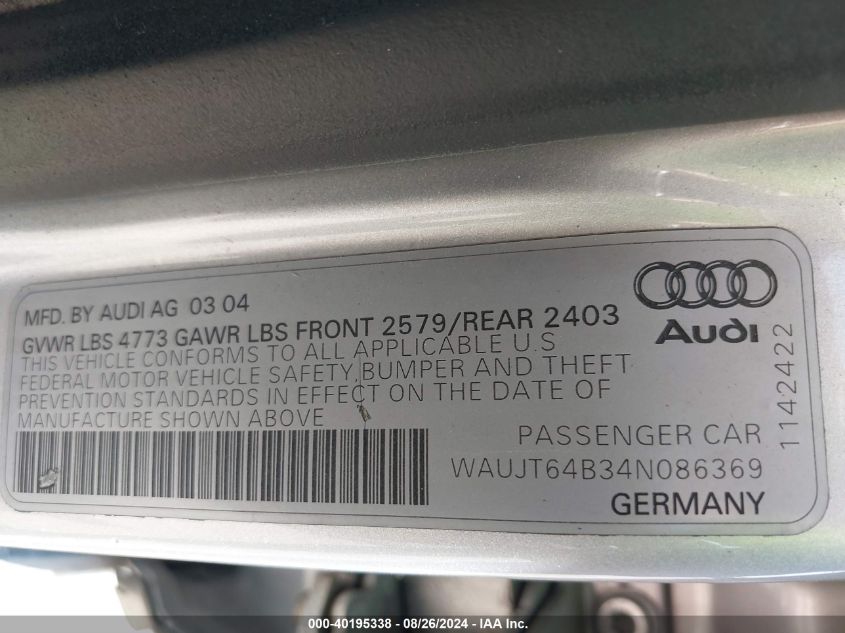 MFD. BY AUDI AG 03 04
GVWR LBS 4773 GAWR LBS FRONT 2579/REAR 2403
THIS VEHICLE CONFORMS TO ALL APPLICABLE U.S
FEDERAL MOTOR VEHICLE SAFETY,BUMPER AND THEFT
PREVENTION STANDARDS IN EFFECT ON THE DATE OF
MANUFACTURE SHOWN ABOVE
Audi
1142422
PASSENGER CAR
WAUJT64B34N086369
GERMANY
000-40195338 - 08/26/2024 - IAA Inc.